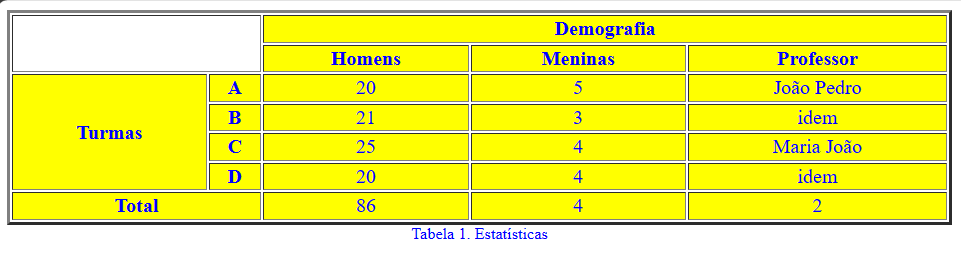 Demografia
Homens Meninas Professor
Turmas A 20 5 João Pedro
B 21 3 idem
C 25 4 Maria João
D 20 4 idem
Total 86 4 2
Tabela 1. Estatísticas